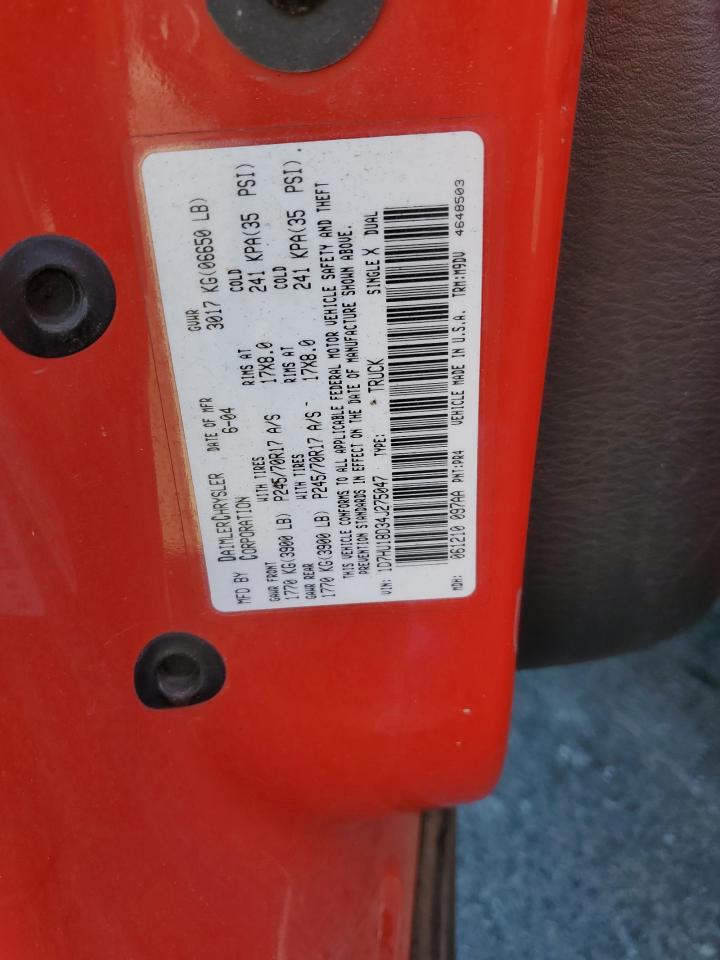 MFD BY DAIMLERCHRYSLER CORPORATION DATE OF MFR 6-04 GVWR 3017 KG(06650 LB)
GAWR FRONT WITH TIRES RIMS AT COLD
1770 KG(3900 LB) P245/70R17 A/S 17X8.0 241 KPA(35 PSI)
GAWR REAR WITH TIRES RIMS AT COLD
1770 KG(3900 LB) P245/70R17 A/S 17X8.0 241 KPA(35 PSI)
THIS VEHICLE CONFORMS TO ALL APPLICABLE FEDERAL MOTOR VEHICLE SAFETY AND THEFT
PREVENTION STANDARDS IN EFFECT ON THE DATE OF MANUFACTURE SHOWN ABOVE.
VIN: 1D7HU18D34J275047 TYPE: TRUCK SINGLE X DUAL
MDH: 061210 097AA PNT:PR4 VEHICLE MADE IN U.S.A. TRM:M9DV 4648503